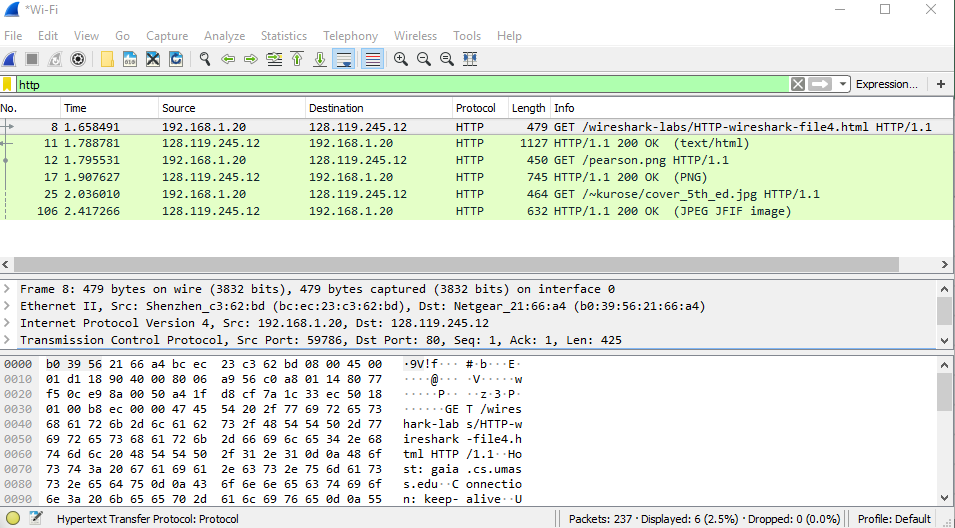 *Wi-Fi
File Edit View Go Capture Analyze Statistics Telephony Wireless Tools Help
http Expression... +
No. Time Source Destination Protocol Length Info
8 1.658491 192.168.1.20 128.119.245.12 HTTP 479 GET /wireshark-labs/HTTP-wireshark-file4.html HTTP/1.1
11 1.788781 128.119.245.12 192.168.1.20 HTTP 1127 HTTP/1.1 200 OK (text/html)
12 1.795531 192.168.1.20 128.119.245.12 HTTP 450 GET /pearson.png HTTP/1.1
17 1.907627 128.119.245.12 192.168.1.20 HTTP 745 HTTP/1.1 200 OK (PNG)
25 2.036010 192.168.1.20 128.119.245.12 HTTP 464 GET /~kurose/cover_5th_ed.jpg HTTP/1.1
106 2.417266 128.119.245.12 192.168.1.20 HTTP 632 HTTP/1.1 200 OK (JPEG JFIF image)
Frame 8: 479 bytes on wire (3832 bits), 479 bytes captured (3832 bits) on interface 0
Ethernet II, Src: Shenzhen_c3:62:bd (bc:ec:23:c3:62:bd), Dst: Netgear_21:66:a4 (b0:39:56:21:66:a4)
Internet Protocol Version 4, Src: 192.168.1.20, Dst: 128.119.245.12
Transmission Control Protocol, Src Port: 59786, Dst Port: 80, Seq: 1, Ack: 1, Len: 425
0000 b0 39 56 21 66 a4 bc ec 23 c3 62 bd 08 00 45 00 ·9V!f··· #·b···E·
0010 01 d1 18 90 40 00 80 06 a9 56 c0 a8 01 14 80 77 ····@··· ·V·····w
0020 f5 0c e9 8a 00 50 a4 1f d8 cf 7a 1c 33 ec 50 18 ·····P·· ··z·3·P·
0030 01 00 b8 ec 00 00 47 45 54 20 2f 77 69 72 65 73 ······GE T /wires
0040 68 61 72 6b 2d 6c 61 62 73 2f 48 54 54 50 2d 77 hark-lab s/HTTP-w
0050 69 72 65 73 68 61 72 6b 2d 66 69 6c 65 34 2e 68 ireshark -file4.h
0060 74 6d 6c 20 48 54 54 50 2f 31 2e 31 0d 0a 48 6f tml HTTP /1.1··Ho
0070 73 74 3a 20 67 61 69 61 2e 63 73 2e 75 6d 61 73 st: gaia .cs.umas
0080 73 2e 65 64 75 0d 0a 43 6f 6e 6e 65 63 74 69 6f s.edu··C onnectio
0090 6e 3a 20 6b 65 65 70 2d 61 6c 69 76 65 0d 0a 55 n: keep- alive··U
Hypertext Transfer Protocol: Protocol Packets: 237 · Displayed: 6 (2.5%) · Dropped: 0 (0.0%) Profile: Default